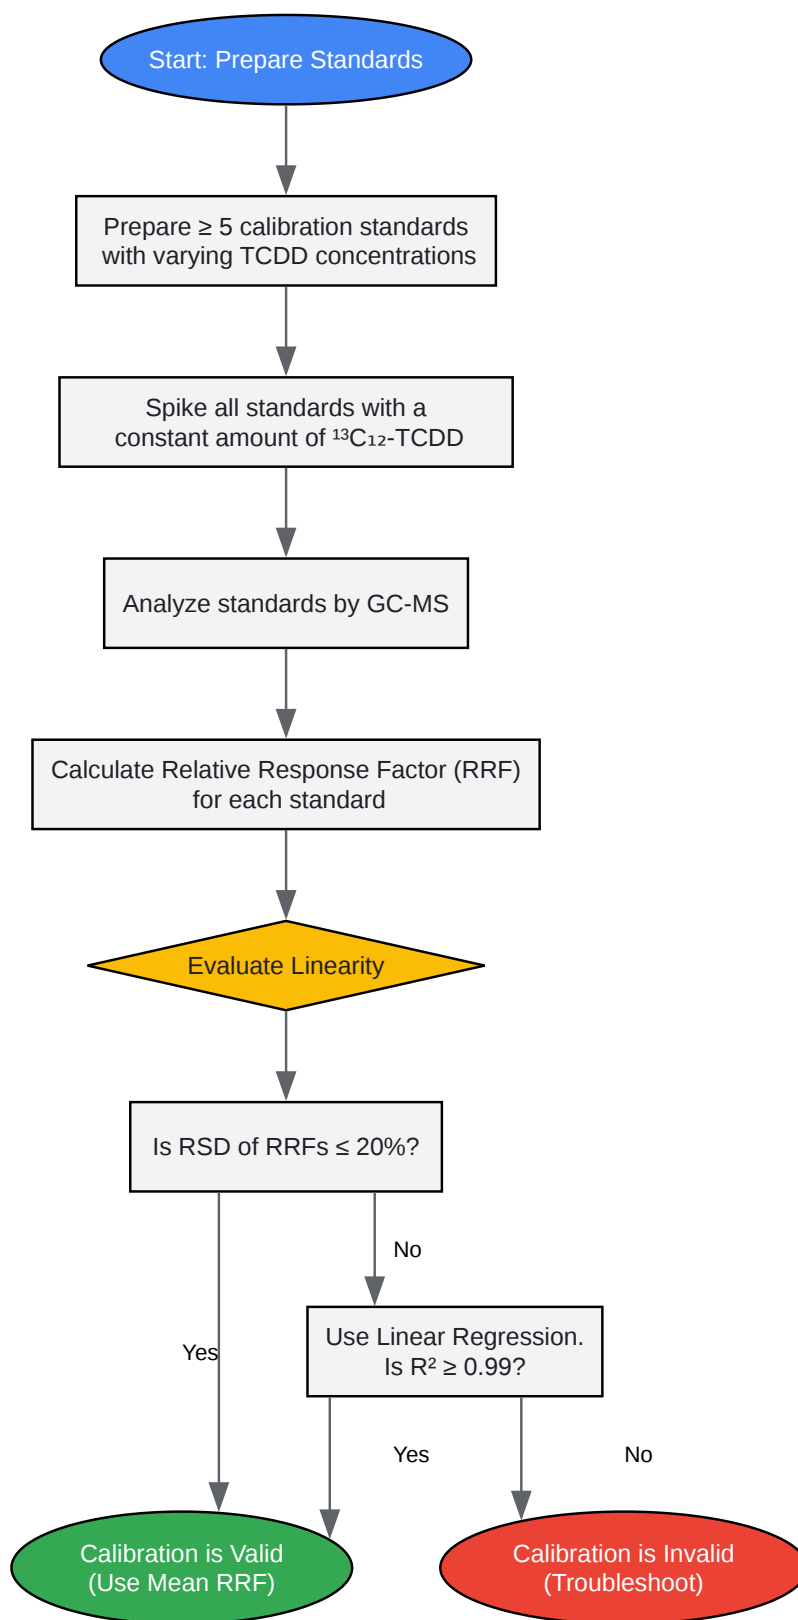 Start: Prepare Standards
Prepare ≥ 5 calibration standards
with varying TCDD concentrations
Spike all standards with a
constant amount of ¹³C₁₂-TCDD
Analyze standards by GC-MS
Calculate Relative Response Factor (RRF)
for each standard
Evaluate Linearity
Is RSD of RRFs ≤ 20%?
No
Use Linear Regression.
Is R² ≥ 0.99?
Yes
Yes
No
Calibration is Valid
(Use Mean RRF)
Calibration is Invalid
(Troubleshoot)